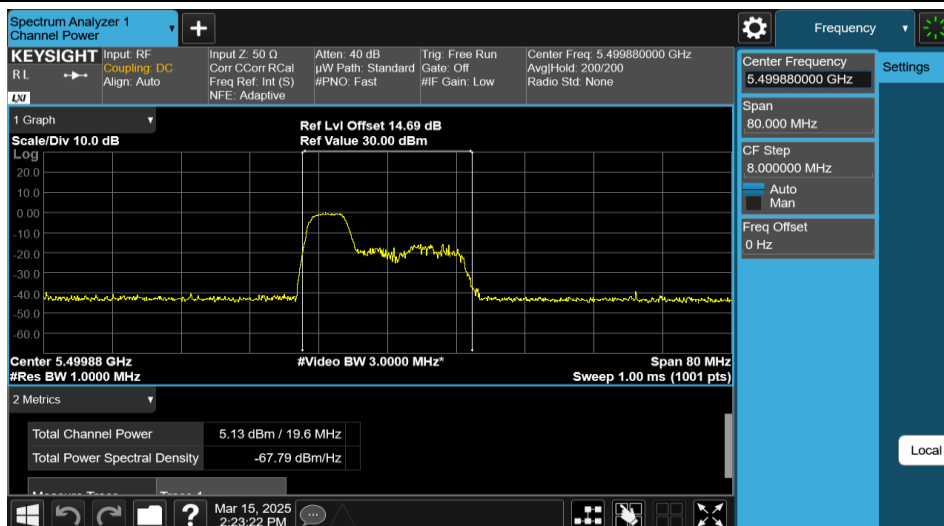 Spectrum Analyzer 1
Channel Power
+
Frequency
KEYSIGHT
RL
LXI
Input: RF
Coupling: DC
Align: Auto
Input Z: 50 Ω
Corr CCorr RCal
Freq Ref: Int (S)
NFE: Adaptive
Atten: 40 dB
µW Path: Standard
#PNO: Fast
Trig: Free Run
Gate: Off
#IF Gain: Low
Center Freq: 5.499880000 GHz
Avg|Hold: 200/200
Radio Std: None
Center Frequency
5.499880000 GHz
Settings
Span
80.000 MHz
CF Step
8.000000 MHz
Auto
Man
Freq Offset
0 Hz
Local
1 Graph
Scale/Div 10.0 dB
Ref Lvl Offset 14.69 dB
Ref Value 30.00 dBm
Log
20.0
10.0
0.00
-10.0
-20.0
-30.0
-40.0
-50.0
-60.0
Center 5.49988 GHz
#Video BW 3.0000 MHz*
Span 80 MHz
#Res BW 1.0000 MHz
Sweep 1.00 ms (1001 pts)
2 Metrics
Total Channel Power 5.13 dBm / 19.6 MHz
Total Power Spectral Density -67.79 dBm/Hz
?
Mar 15, 2025
2:23:22 PM